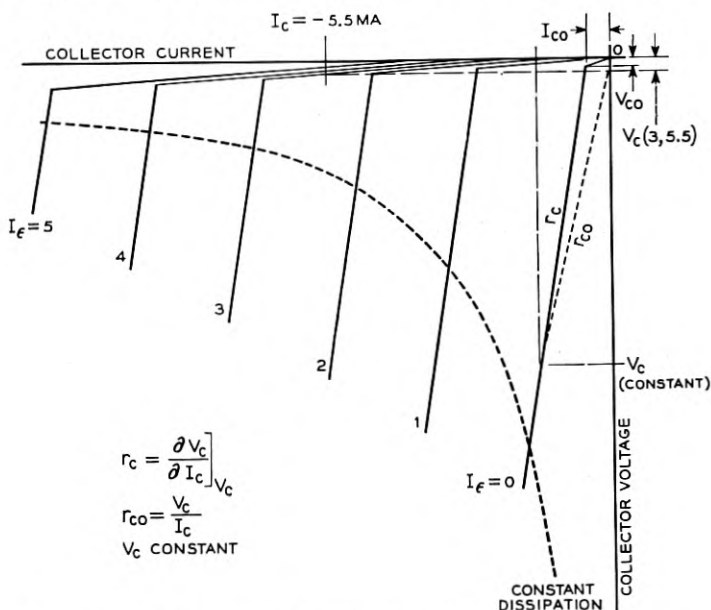 I_C = – 5.5 MA
I_CO
COLLECTOR CURRENT
O
V_CO
V_C (3, 5.5)
r_C
r_CO
I_ϵ = 5
4
3
2
1
I_ϵ = 0
V_C
(CONSTANT)
COLLECTOR VOLTAGE
r_C = ∂ V_C / ∂ I_C ]_V_C
r_CO = V_C / I_C
V_C CONSTANT
CONSTANT
DISSIPATION